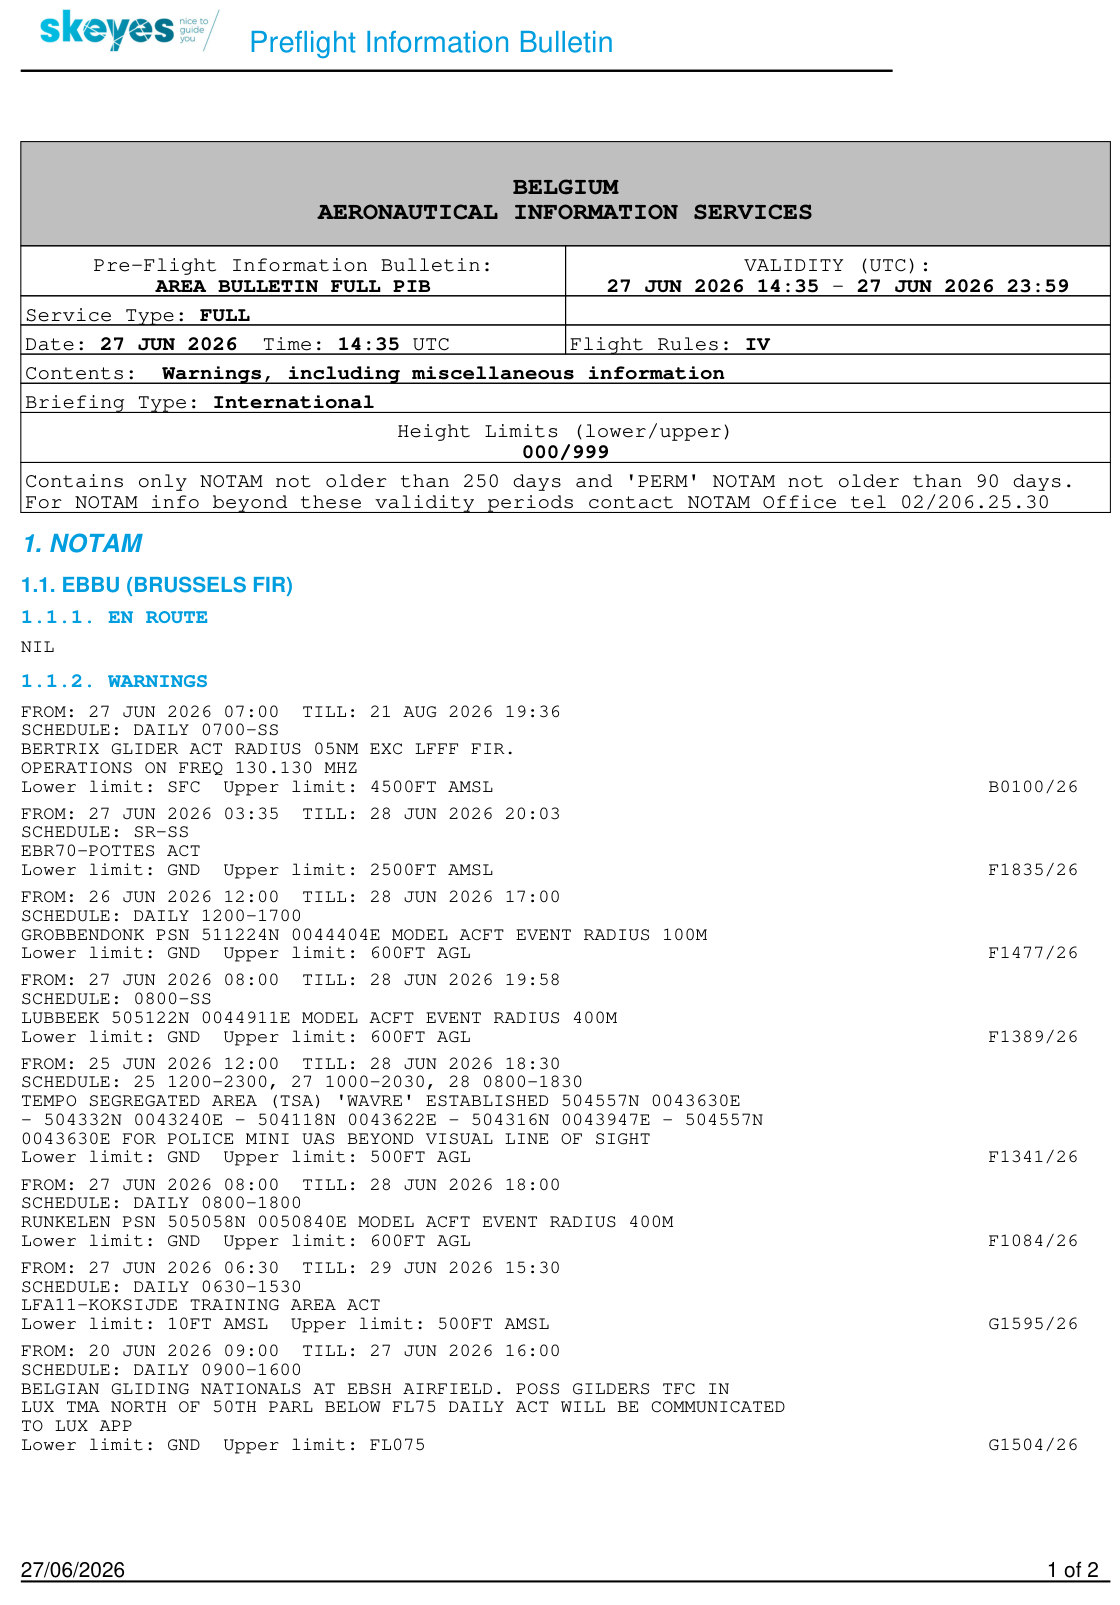 skeyes nice to guide you
Preflight Information Bulletin
BELGIUM
AERONAUTICAL INFORMATION SERVICES
Pre-Flight Information Bulletin:
AREA BULLETIN FULL PIB
VALIDITY (UTC):
27 JUN 2026 14:35 - 27 JUN 2026 23:59
Service Type: FULL
Date: 27 JUN 2026 Time: 14:35 UTC
Flight Rules: IV
Contents: Warnings, including miscellaneous information
Briefing Type: International
Height Limits (lower/upper)
000/999
Contains only NOTAM not older than 250 days and 'PERM' NOTAM not older than 90 days.
For NOTAM info beyond these validity periods contact NOTAM Office tel 02/206.25.30
1. NOTAM
1.1. EBBU (BRUSSELS FIR)
1.1.1. EN ROUTE
NIL
1.1.2. WARNINGS
FROM: 27 JUN 2026 07:00 TILL: 21 AUG 2026 19:36
SCHEDULE: DAILY 0700-SS
BERTRIX GLIDER ACT RADIUS 05NM EXC LFFF FIR.
OPERATIONS ON FREQ 130.130 MHZ
Lower limit: SFC Upper limit: 4500FT AMSL B0100/26
FROM: 27 JUN 2026 03:35 TILL: 28 JUN 2026 20:03
SCHEDULE: SR-SS
EBR70-POTTES ACT
Lower limit: GND Upper limit: 2500FT AMSL F1835/26
FROM: 26 JUN 2026 12:00 TILL: 28 JUN 2026 17:00
SCHEDULE: DAILY 1200-1700
GROBBENDONK PSN 511224N 0044404E MODEL ACFT EVENT RADIUS 100M
Lower limit: GND Upper limit: 600FT AGL F1477/26
FROM: 27 JUN 2026 08:00 TILL: 28 JUN 2026 19:58
SCHEDULE: 0800-SS
LUBBEEK 505122N 0044911E MODEL ACFT EVENT RADIUS 400M
Lower limit: GND Upper limit: 600FT AGL F1389/26
FROM: 25 JUN 2026 12:00 TILL: 28 JUN 2026 18:30
SCHEDULE: 25 1200-2300, 27 1000-2030, 28 0800-1830
TEMPO SEGREGATED AREA (TSA) 'WAVRE' ESTABLISHED 504557N 0043630E
- 504332N 0043240E - 504118N 0043622E - 504316N 0043947E - 504557N
0043630E FOR POLICE MINI UAS BEYOND VISUAL LINE OF SIGHT
Lower limit: GND Upper limit: 500FT AGL F1341/26
FROM: 27 JUN 2026 08:00 TILL: 28 JUN 2026 18:00
SCHEDULE: DAILY 0800-1800
RUNKELEN PSN 505058N 0050840E MODEL ACFT EVENT RADIUS 400M
Lower limit: GND Upper limit: 600FT AGL F1084/26
FROM: 27 JUN 2026 06:30 TILL: 29 JUN 2026 15:30
SCHEDULE: DAILY 0630-1530
LFA11-KOKSIJDE TRAINING AREA ACT
Lower limit: 10FT AMSL Upper limit: 500FT AMSL G1595/26
FROM: 20 JUN 2026 09:00 TILL: 27 JUN 2026 16:00
SCHEDULE: DAILY 0900-1600
BELGIAN GLIDING NATIONALS AT EBSH AIRFIELD. POSS GILDERS TFC IN
LUX TMA NORTH OF 50TH PARL BELOW FL75 DAILY ACT WILL BE COMMUNICATED
TO LUX APP
Lower limit: GND Upper limit: FL075 G1504/26
27/06/2026 1 of 2